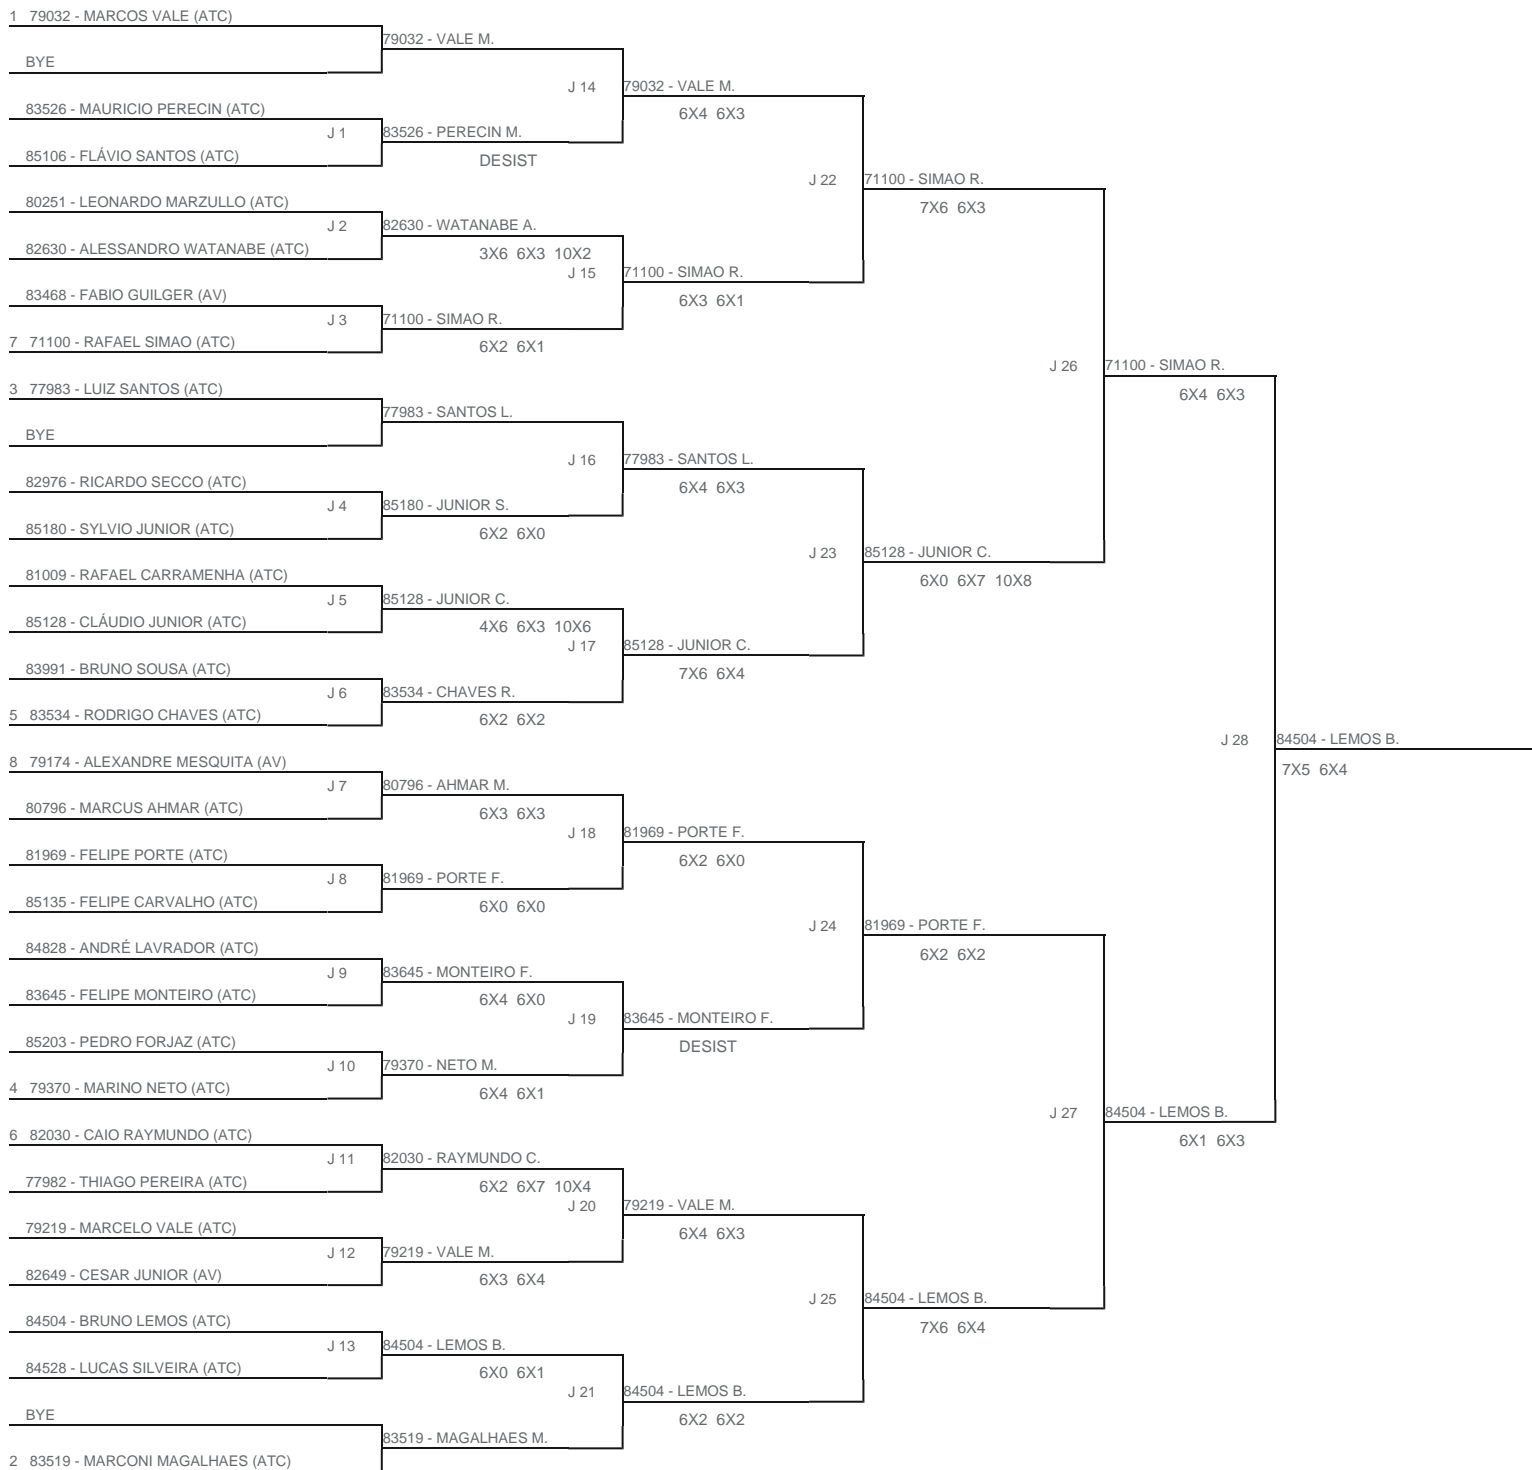 1 79032 - MARCOS VALE (ATC)
79032 - VALE M.
BYE
J 14
79032 - VALE M.
6X4 6X3
83526 - MAURICIO PERECIN (ATC)
J 1
83526 - PERECIN M.
DESIST
85106 - FLÁVIO SANTOS (ATC)
J 22
71100 - SIMAO R.
7X6 6X3
80251 - LEONARDO MARZULLO (ATC)
J 2
82630 - WATANABE A.
3X6 6X3 10X2
82630 - ALESSANDRO WATANABE (ATC)
J 15
71100 - SIMAO R.
6X3 6X1
83468 - FABIO GUILGER (AV)
J 3
71100 - SIMAO R.
6X2 6X1
7 71100 - RAFAEL SIMAO (ATC)
J 26
71100 - SIMAO R.
6X4 6X3
3 77983 - LUIZ SANTOS (ATC)
77983 - SANTOS L.
BYE
J 16
77983 - SANTOS L.
6X4 6X3
82976 - RICARDO SECCO (ATC)
J 4
85180 - JUNIOR S.
6X2 6X0
85180 - SYLVIO JUNIOR (ATC)
J 23
85128 - JUNIOR C.
6X0 6X7 10X8
81009 - RAFAEL CARRAMENHA (ATC)
J 5
85128 - JUNIOR C.
4X6 6X3 10X6
85128 - CLÁUDIO JUNIOR (ATC)
J 17
85128 - JUNIOR C.
7X6 6X4
83991 - BRUNO SOUSA (ATC)
J 6
83534 - CHAVES R.
6X2 6X2
5 83534 - RODRIGO CHAVES (ATC)
J 28
84504 - LEMOS B.
7X5 6X4
8 79174 - ALEXANDRE MESQUITA (AV)
J 7
80796 - AHMAR M.
6X3 6X3
80796 - MARCUS AHMAR (ATC)
J 18
81969 - PORTE F.
6X2 6X0
81969 - FELIPE PORTE (ATC)
J 8
81969 - PORTE F.
6X0 6X0
85135 - FELIPE CARVALHO (ATC)
J 24
81969 - PORTE F.
6X2 6X2
84828 - ANDRÉ LAVRADOR (ATC)
J 9
83645 - MONTEIRO F.
6X4 6X0
83645 - FELIPE MONTEIRO (ATC)
J 19
83645 - MONTEIRO F.
DESIST
85203 - PEDRO FORJAZ (ATC)
J 10
79370 - NETO M.
6X4 6X1
4 79370 - MARINO NETO (ATC)
J 27
84504 - LEMOS B.
6X1 6X3
6 82030 - CAIO RAYMUNDO (ATC)
J 11
82030 - RAYMUNDO C.
6X2 6X7 10X4
77982 - THIAGO PEREIRA (ATC)
J 20
79219 - VALE M.
6X4 6X3
79219 - MARCELO VALE (ATC)
J 12
79219 - VALE M.
6X3 6X4
82649 - CESAR JUNIOR (AV)
J 25
84504 - LEMOS B.
7X6 6X4
84504 - BRUNO LEMOS (ATC)
J 13
84504 - LEMOS B.
6X0 6X1
84528 - LUCAS SILVEIRA (ATC)
J 21
84504 - LEMOS B.
6X2 6X2
BYE
83519 - MAGALHAES M.
2 83519 - MARCONI MAGALHAES (ATC)